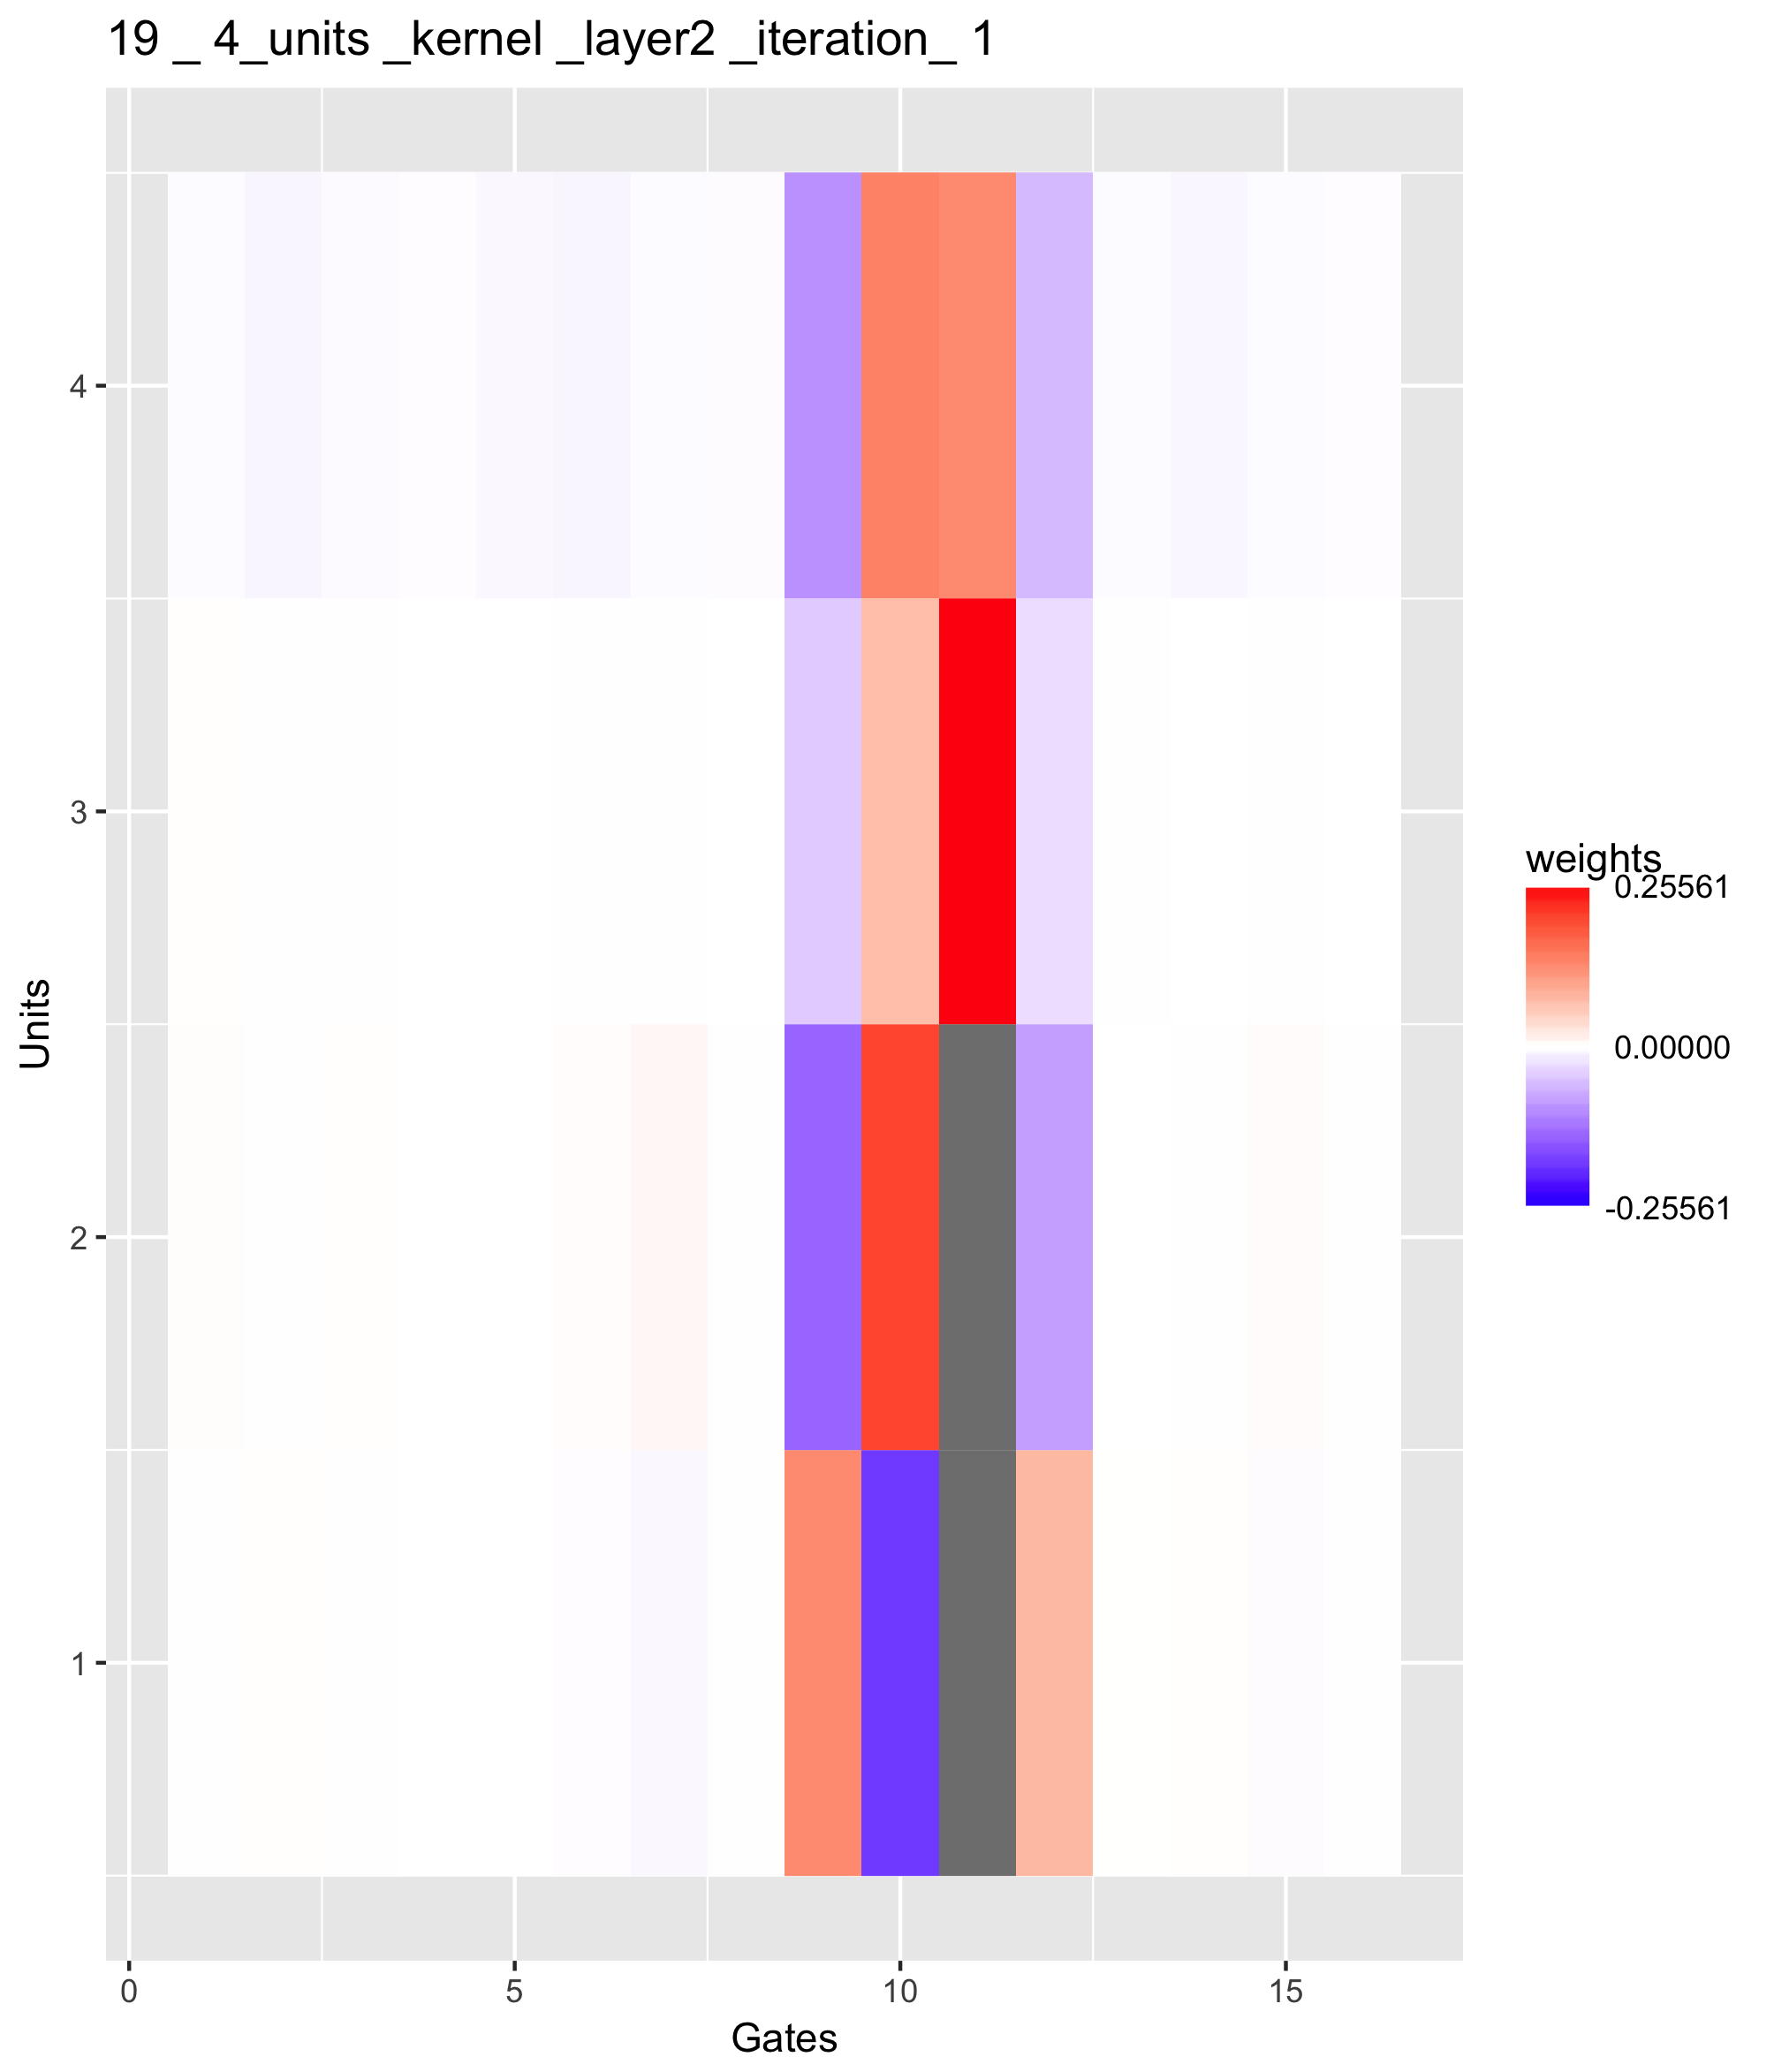 19 _ 4_units _kernel _layer2 _iteration_ 1
4
3
2
1
Units
0
5
10
15
Gates
weights
0.25561
0.00000
-0.25561